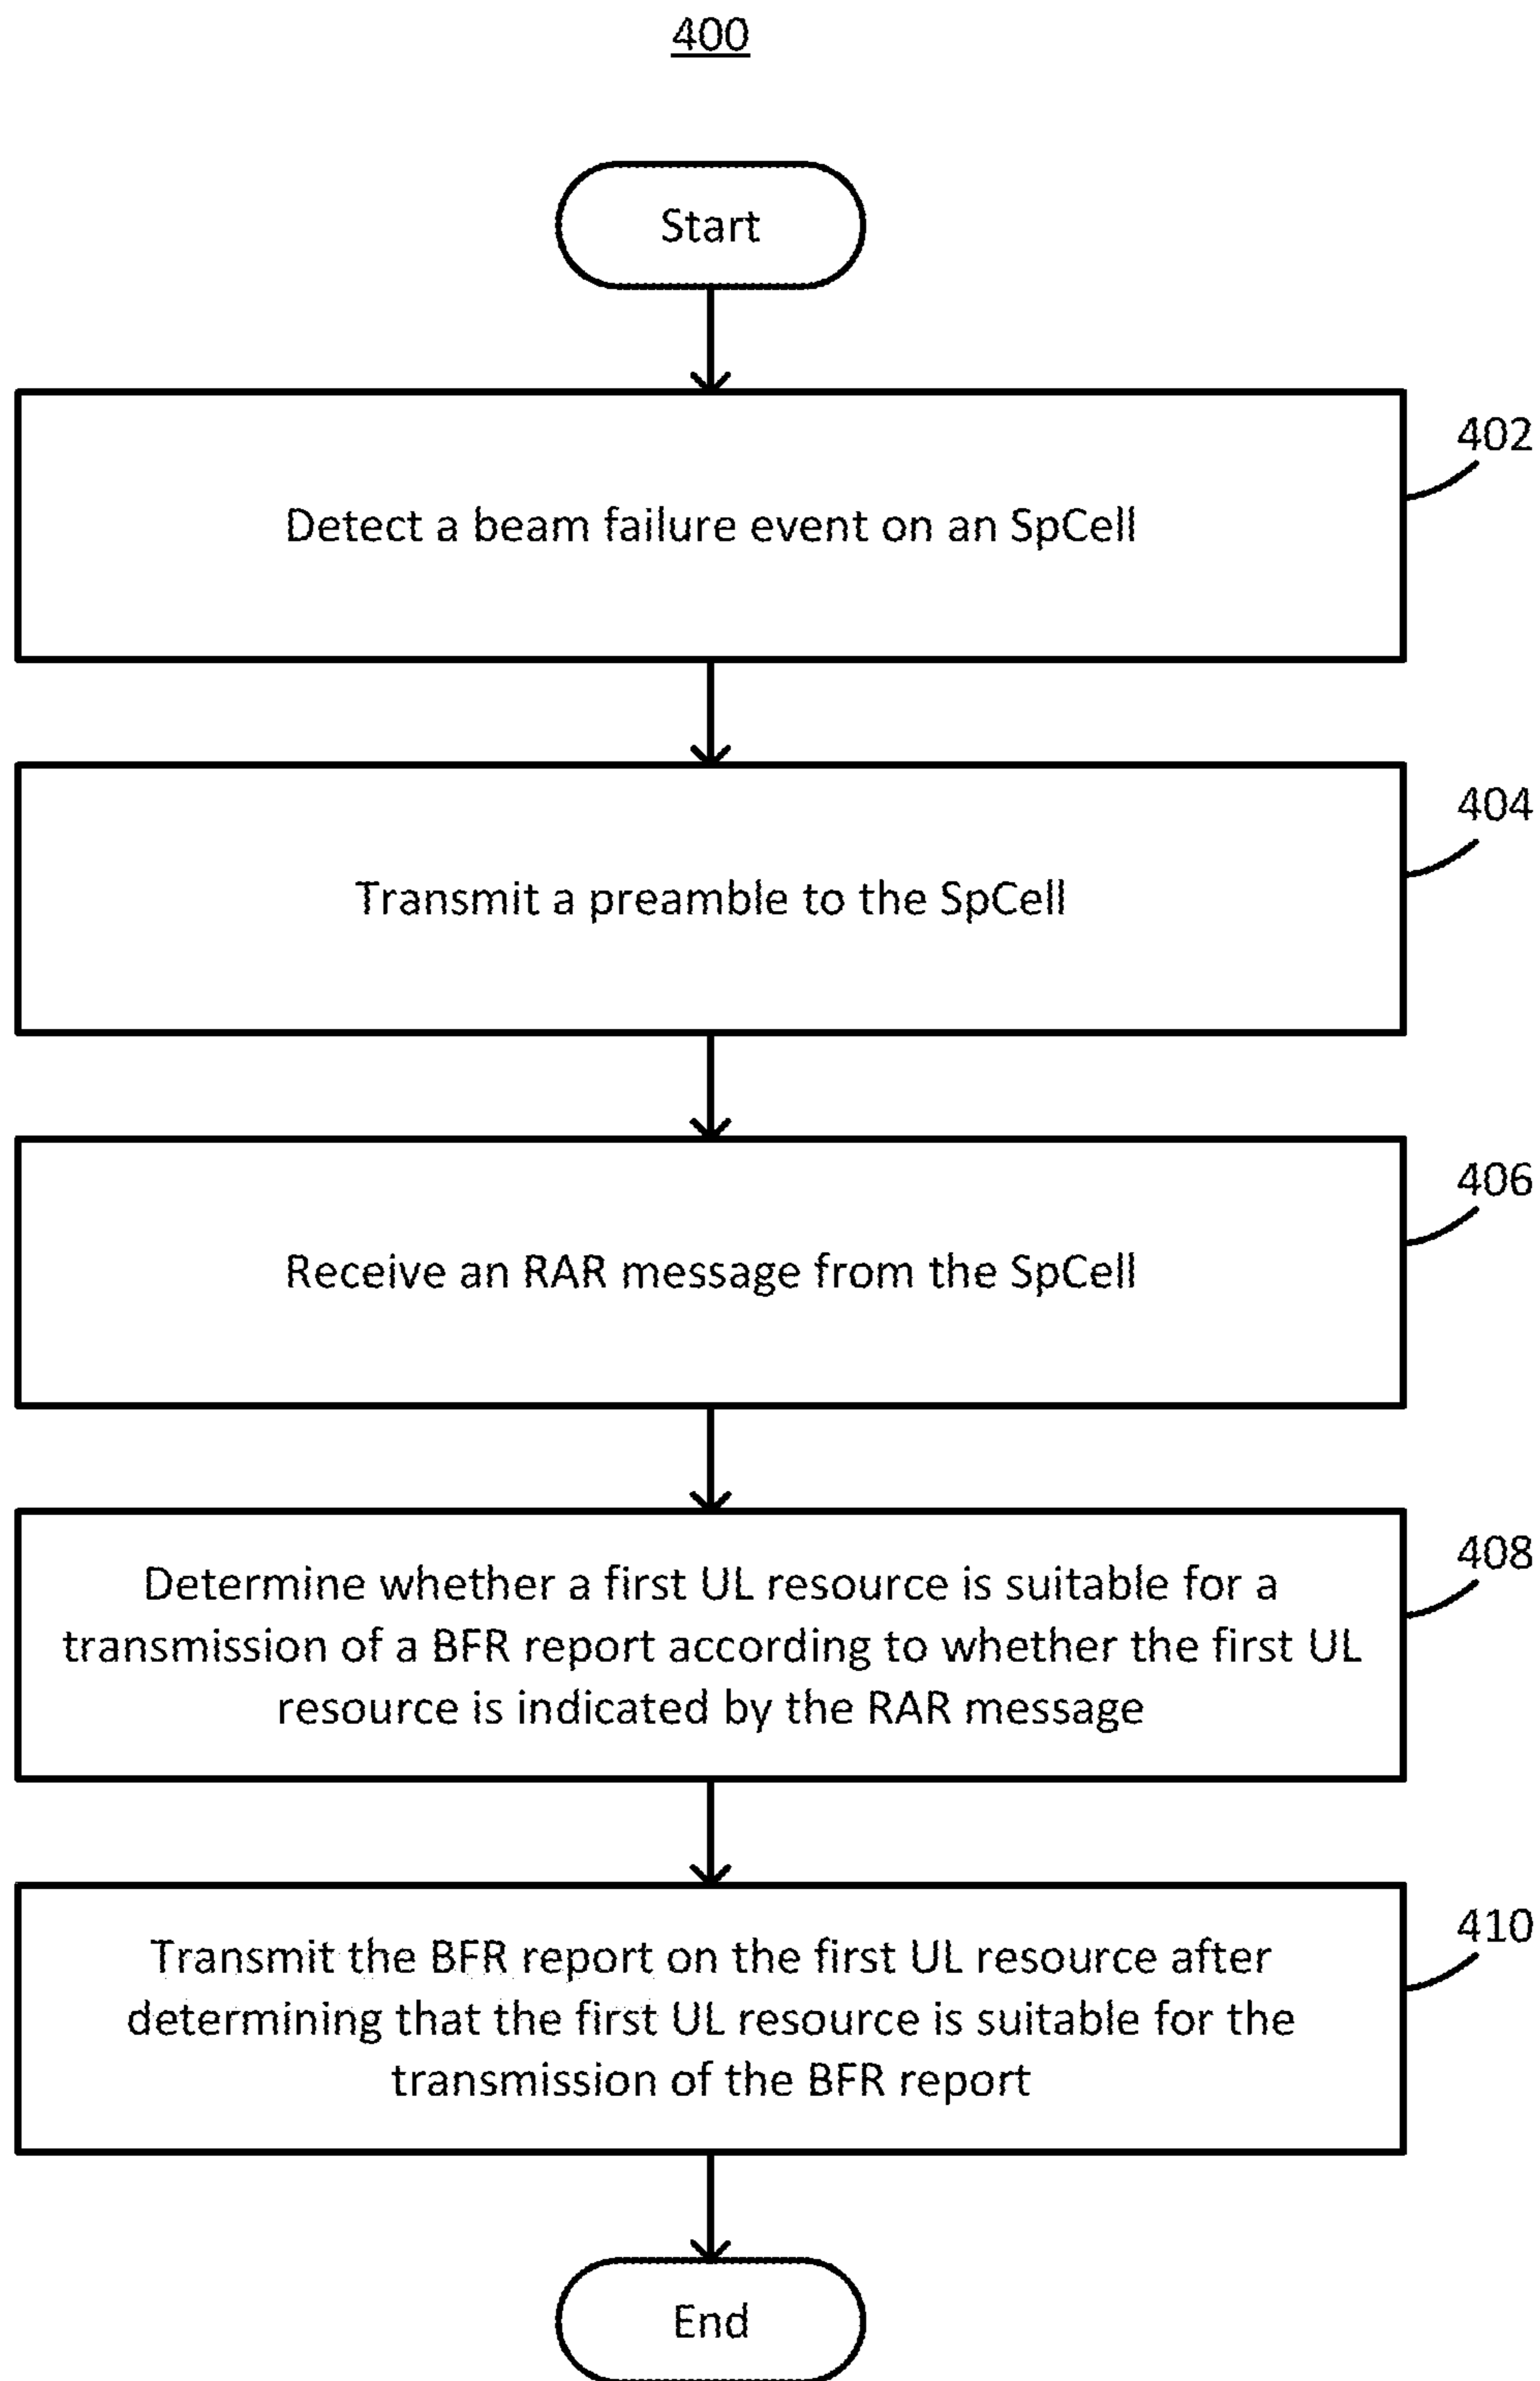 400
Start
402
Detect a beam failure event on an SpCell
404
Transmit a preamble to the SpCell
406
Receive an RAR message from the SpCell
408
Determine whether a first UL resource is suitable for a
transmission of a BFR report according to whether the first UL
resource is indicated by the RAR message
410
Transmit the BFR report on the first UL resource after
determining that the first UL resource is suitable for the
transmission of the BFR report
End